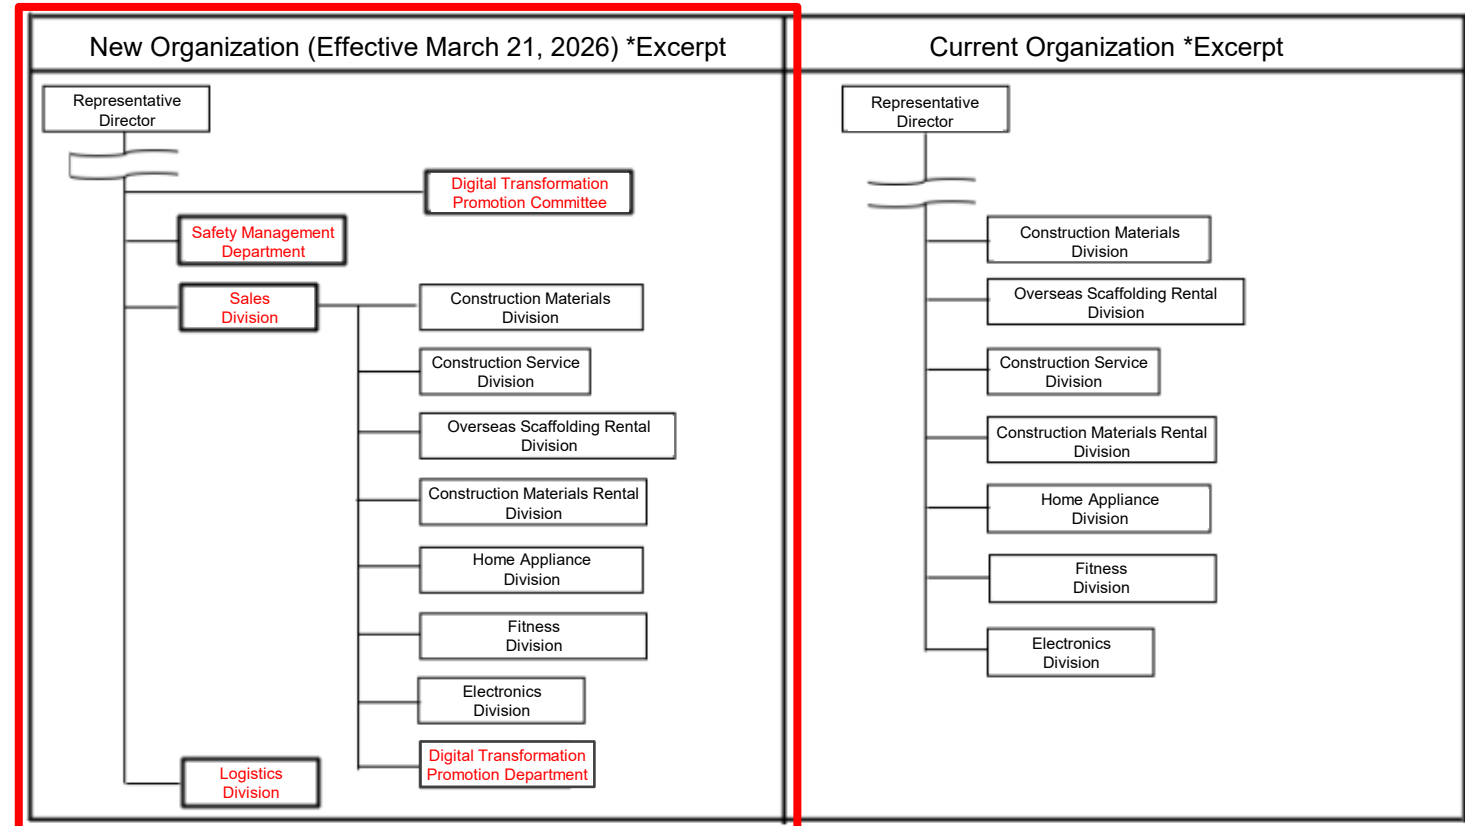 New Organization (Effective March 21, 2026) *Excerpt
Representative
Director
Digital Transformation
Promotion Committee
Safety Management
Department
Sales
Division
Construction Materials
Division
Construction Service
Division
Overseas Scaffolding Rental
Division
Construction Materials Rental
Division
Home Appliance
Division
Fitness
Division
Electronics
Division
Digital Transformation
Promotion Department
Logistics
Division
Current Organization *Excerpt
Representative
Director
Construction Materials
Division
Overseas Scaffolding Rental
Division
Construction Service
Division
Construction Materials Rental
Division
Home Appliance
Division
Fitness
Division
Electronics
Division